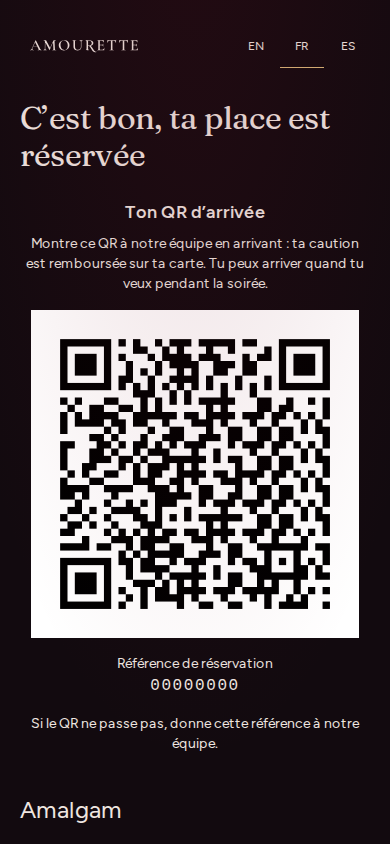 AMOURETTE
EN FR ES
C’est bon, ta place est
réservée
Ton QR d’arrivée
Montre ce QR à notre équipe en arrivant : ta caution
est remboursée sur ta carte. Tu peux arriver quand tu
veux pendant la soirée.
Référence de réservation
00000000
Si le QR ne passe pas, donne cette référence à notre
équipe.
Amalgam